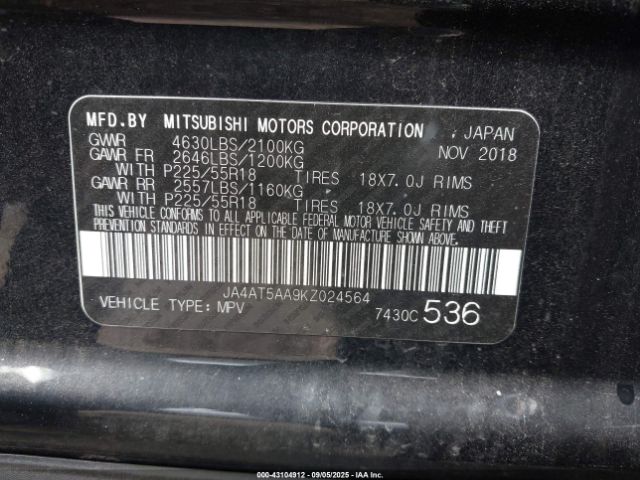 MFD.BY MITSUBISHI MOTORS CORPORATION , JAPAN
GVWR 4630LBS/2100KG NOV 2018
GAWR FR 2646LBS/1200KG
WITH P225/55R18 TIRES 18X7.0J RIMS
GAWR RR 2557LBS/1160KG
WITH P225/55R18 TIRES 18X7.0J RIMS
THIS VEHICLE CONFORMS TO ALL APPLICABLE FEDERAL MOTOR VEHICLE SAFETY AND THEFT
PREVENTION STANDARDS IN EFFECT ON THE DATE OF MANUFACTURE SHOWN ABOVE.
JA4AT5AA9KZ024564
VEHICLE TYPE: MPV 7430C 536
000-43104912 - 09/05/2025 - Copyright IAA, LLC